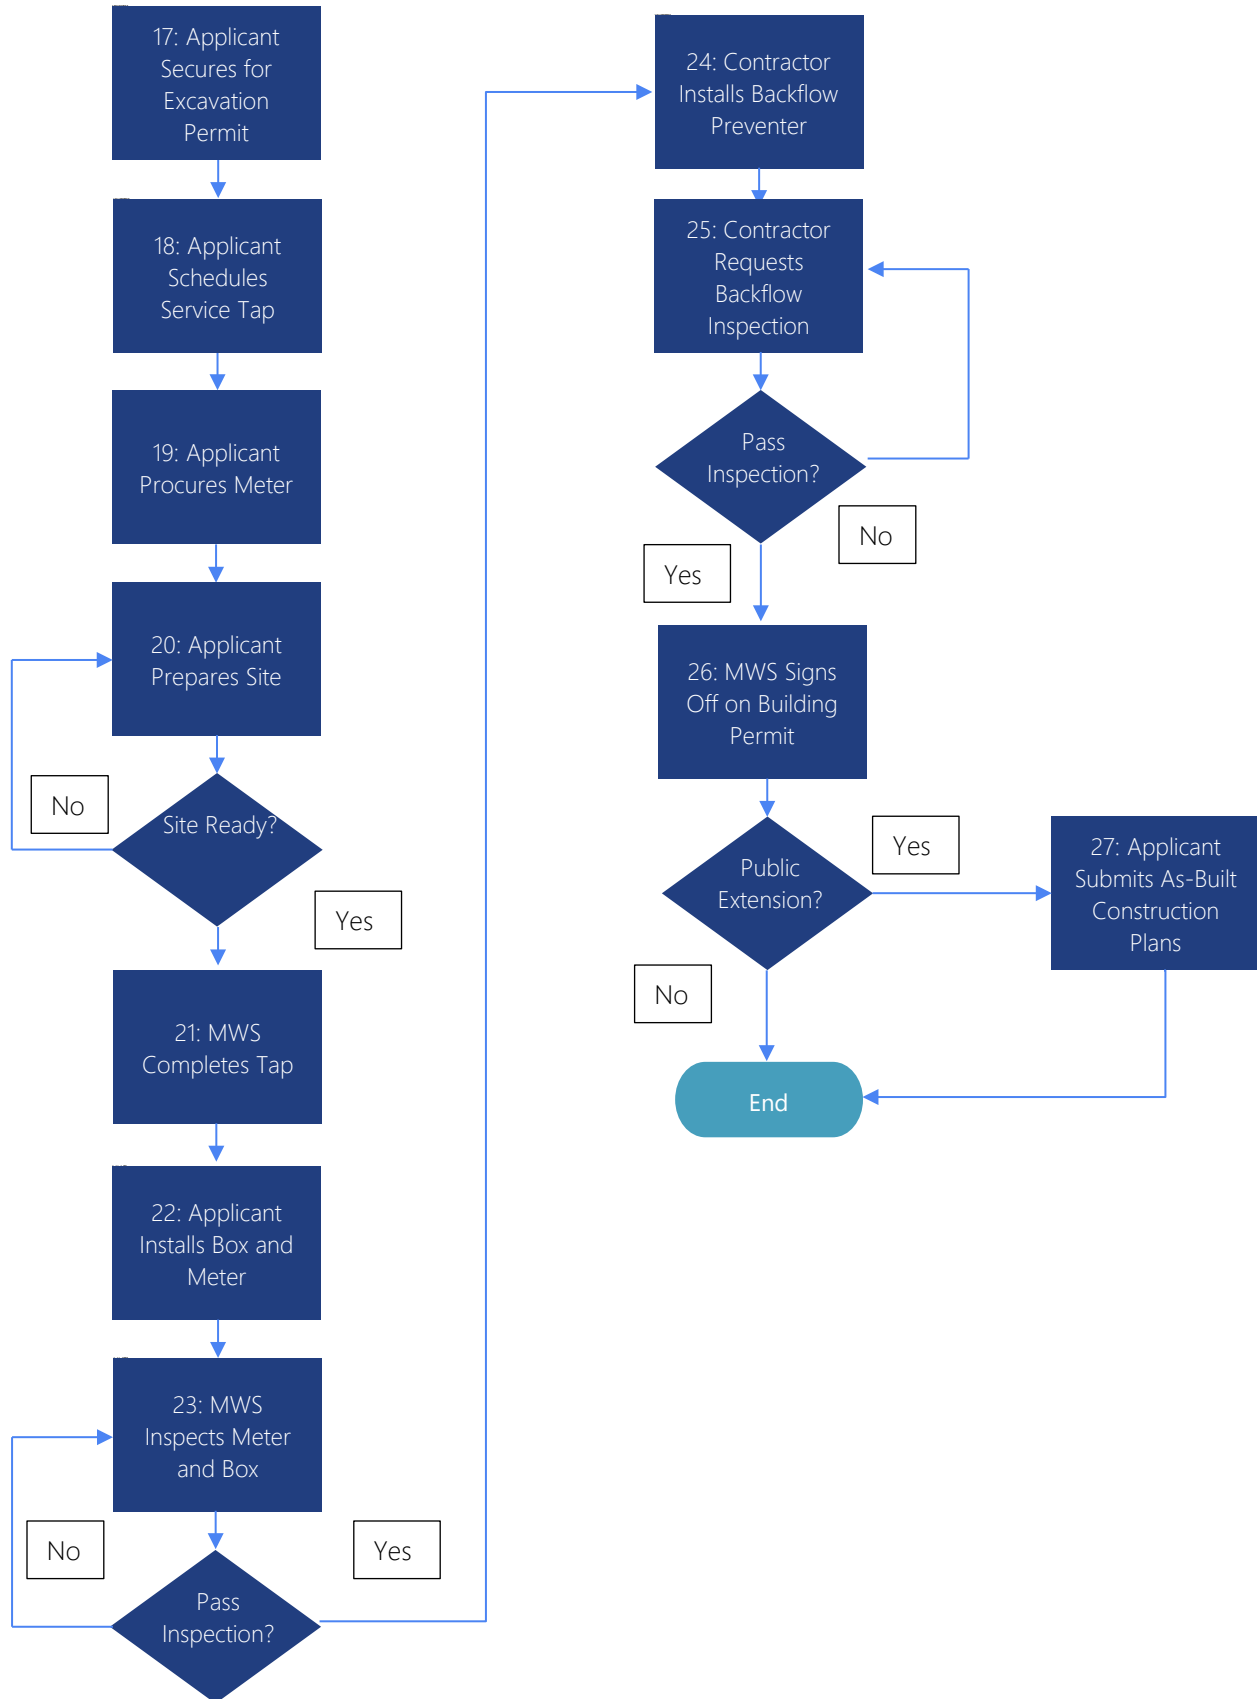 17: Applicant
Secures for
Excavation
Permit
18: Applicant
Schedules
Service Tap
19: Applicant
Procures Meter
20: Applicant
Prepares Site
No
Site Ready?
Yes
21: MWS
Completes Tap
22: Applicant
Installs Box and
Meter
23: MWS
Inspects Meter
and Box
No
Yes
Pass
Inspection?
24: Contractor
Installs Backflow
Preventer
25: Contractor
Requests
Backflow
Inspection
Pass
Inspection?
No
Yes
26: MWS Signs
Off on Building
Permit
Public
Extension?
Yes
No
27: Applicant
Submits As-Built
Construction
Plans
End